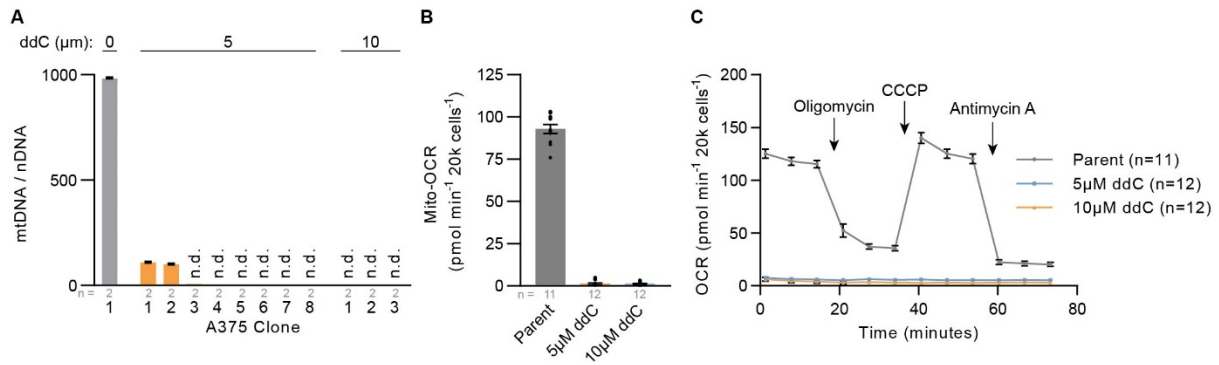 A
ddC (μm): 0 5 10
mtDNA / nDNA
1000
500
0
n.d. n.d. n.d. n.d. n.d. n.d. n.d. n.d. n.d.
n = 2 2 2 2 2 2 2 2 2 2 2 2
1 1 2 3 4 5 6 7 8 1 2 3
A375 Clone
B
Mito-OCR
(pmol min-1 20k cells-1)
125
100
75
50
25
0
n = 11 12 12
Parent
5μM ddC
10μM ddC
C
OCR (pmol min-1 20k cells-1)
200
150
100
50
0
Oligomycin
CCCP
Antimycin A
0 20 40 60 80
Time (minutes)
Parent (n=11)
5μM ddC (n=12)
10μM ddC (n=12)